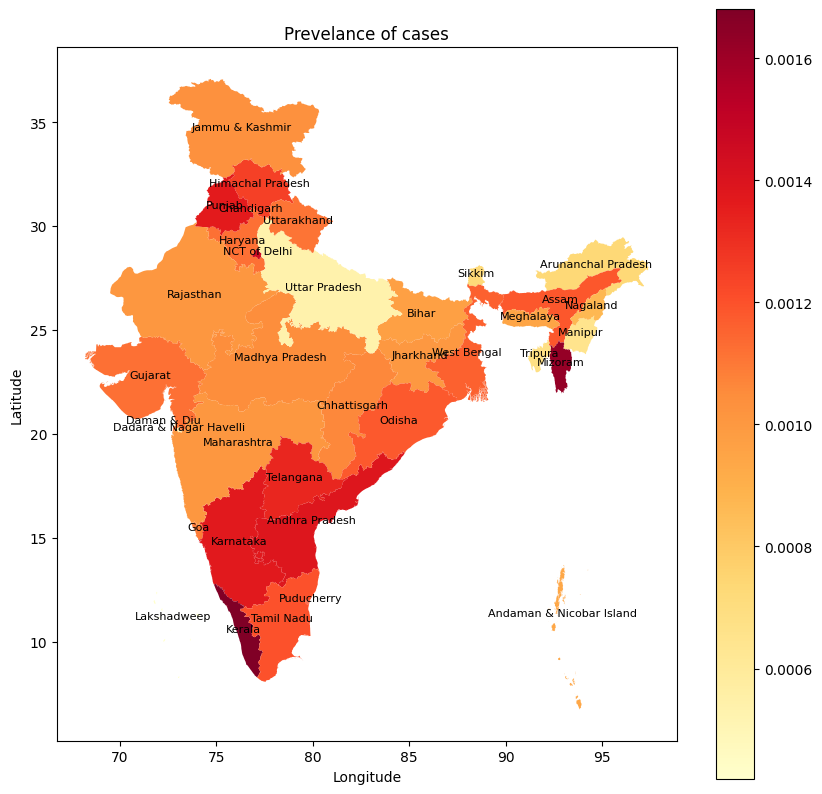 Prevelance of cases
Jammu & Kashmir
Himachal Pradesh
Punjab
Chandigarh
Uttarakhand
Haryana
NCT of Delhi
Sikkim
Arunanchal Pradesh
Rajasthan
Uttar Pradesh
Assam
Nagaland
Bihar
Meghalaya
Manipur
Tripura
Mizoram
Gujarat
Madhya Pradesh
Jharkhand
West Bengal
Chhattisgarh
Daman & Diu
Dadara & Nagar Havelli
Odisha
Maharashtra
Telangana
Goa
Andhra Pradesh
Karnataka
Puducherry
Lakshadweep
Tamil Nadu
Kerala
Andaman & Nicobar Island
35
30
25
20
15
10
Latitude
70 75 80 85 90 95
Longitude
0.0016
0.0014
0.0012
0.0010
0.0008
0.0006